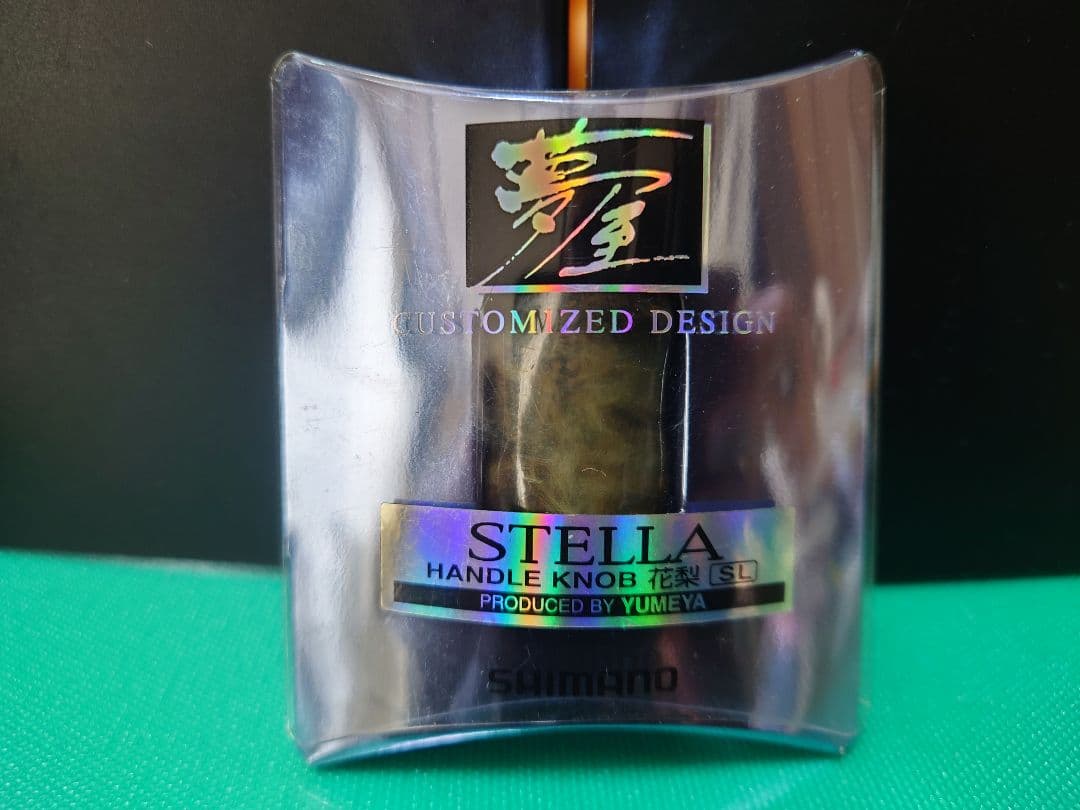 夢屋
CUSTOMIZED DESIGN
STELLA
HANDLE KNOB 花梨 SL
PRODUCED BY YUMEYA
SHIMANO